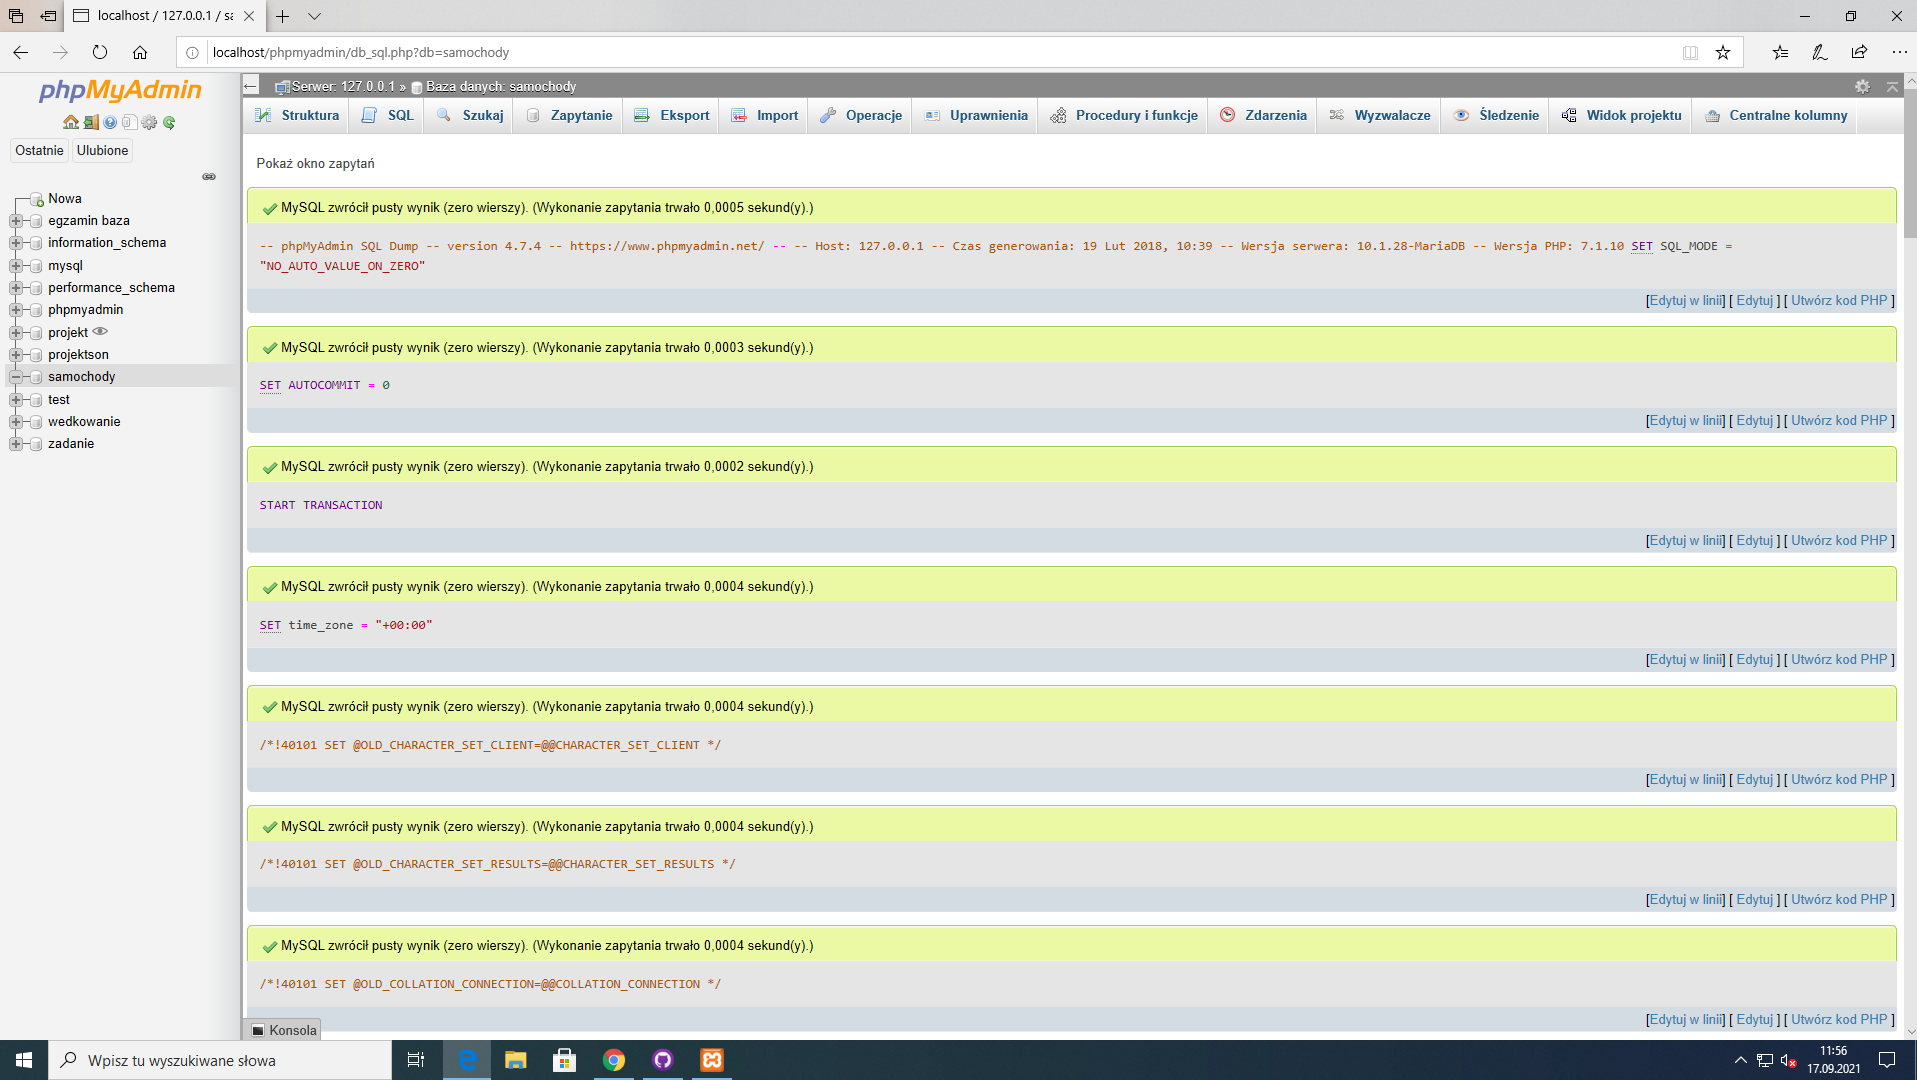 localhost / 127.0.0.1 / sa
localhost/phpmyadmin/db_sql.php?db=samochody
phpMyAdmin
Ostatnie Ulubione
Nowa
egzamin baza
information_schema
mysql
performance_schema
phpmyadmin
projekt
projektson
samochody
test
wedkowanie
zadanie
Serwer: 127.0.0.1 » Baza danych: samochody
Struktura SQL Szukaj Zapytanie Eksport Import Operacje Uprawnienia Procedury i funkcje Zdarzenia Wyzwalacze Śledzenie Widok projektu Centralne kolumny
Pokaż okno zapytań
MySQL zwrócił pusty wynik (zero wierszy). (Wykonanie zapytania trwało 0,0005 sekund(y).)
-- phpMyAdmin SQL Dump -- version 4.7.4 -- https://www.phpmyadmin.net/ -- -- Host: 127.0.0.1 -- Czas generowania: 19 Lut 2018, 10:39 -- Wersja serwera: 10.1.28-MariaDB -- Wersja PHP: 7.1.10 SET SQL_MODE =
"NO_AUTO_VALUE_ON_ZERO"
[Edytuj w linii] [ Edytuj ] [ Utwórz kod PHP ]
MySQL zwrócił pusty wynik (zero wierszy). (Wykonanie zapytania trwało 0,0003 sekund(y).)
SET AUTOCOMMIT = 0
[Edytuj w linii] [ Edytuj ] [ Utwórz kod PHP ]
MySQL zwrócił pusty wynik (zero wierszy). (Wykonanie zapytania trwało 0,0002 sekund(y).)
START TRANSACTION
[Edytuj w linii] [ Edytuj ] [ Utwórz kod PHP ]
MySQL zwrócił pusty wynik (zero wierszy). (Wykonanie zapytania trwało 0,0004 sekund(y).)
SET time_zone = "+00:00"
[Edytuj w linii] [ Edytuj ] [ Utwórz kod PHP ]
MySQL zwrócił pusty wynik (zero wierszy). (Wykonanie zapytania trwało 0,0004 sekund(y).)
/*!40101 SET @OLD_CHARACTER_SET_CLIENT=@@CHARACTER_SET_CLIENT */
[Edytuj w linii] [ Edytuj ] [ Utwórz kod PHP ]
MySQL zwrócił pusty wynik (zero wierszy). (Wykonanie zapytania trwało 0,0004 sekund(y).)
/*!40101 SET @OLD_CHARACTER_SET_RESULTS=@@CHARACTER_SET_RESULTS */
[Edytuj w linii] [ Edytuj ] [ Utwórz kod PHP ]
MySQL zwrócił pusty wynik (zero wierszy). (Wykonanie zapytania trwało 0,0004 sekund(y).)
/*!40101 SET @OLD_COLLATION_CONNECTION=@@COLLATION_CONNECTION */
[Edytuj w linii] [ Edytuj ] [ Utwórz kod PHP ]
Konsola
Wpisz tu wyszukiwane słowa
11:56
17.09.2021